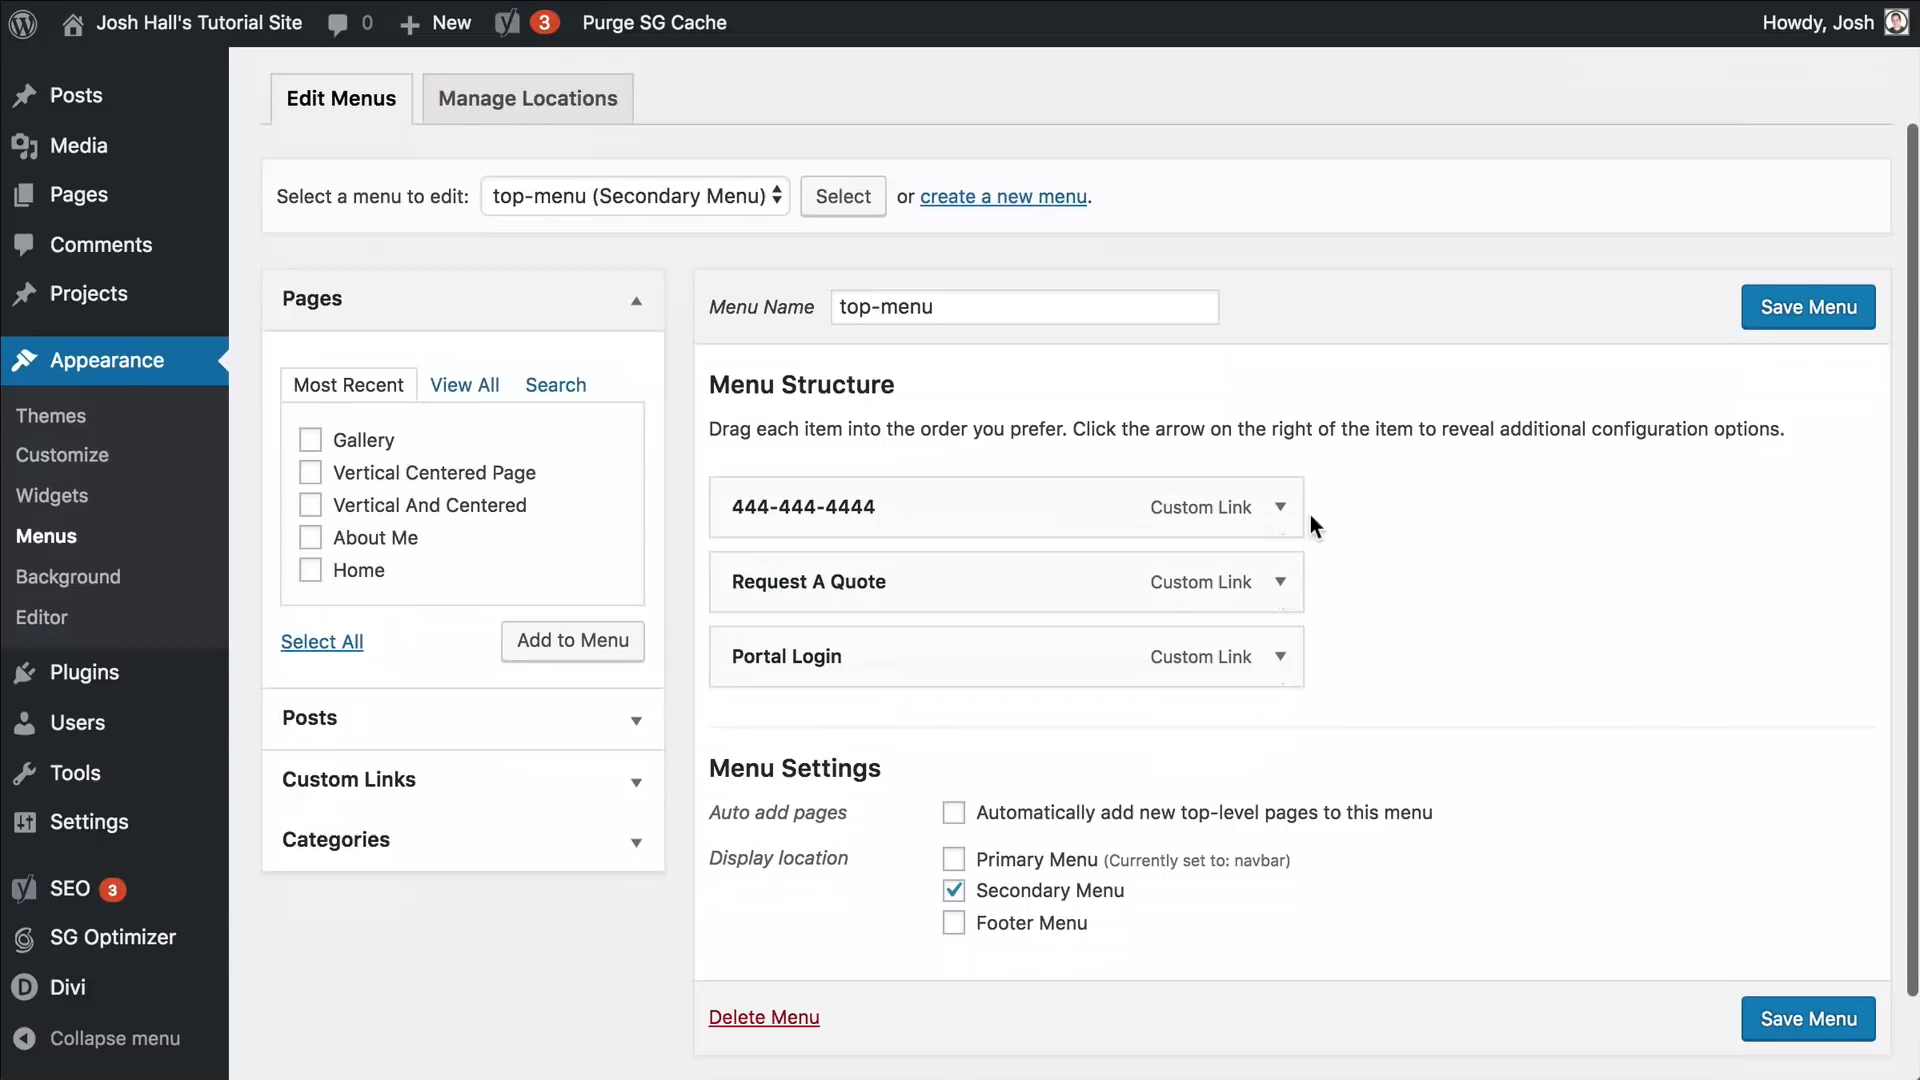 Josh Hall's Tutorial Site 0 New 3 Purge SG Cache Howdy, Josh
Posts
Media
Pages
Comments
Projects
Appearance
Themes
Customize
Widgets
Menus
Background
Editor
Plugins
Users
Tools
Settings
SEO 3
SG Optimizer
Divi
Collapse menu
Edit Menus Manage Locations
Select a menu to edit: top-menu (Secondary Menu) Select or create a new menu.
Pages
Most Recent View All Search
Gallery
Vertical Centered Page
Vertical And Centered
About Me
Home
Select All Add to Menu
Posts
Custom Links
Categories
Menu Name top-menu Save Menu
Menu Structure
Drag each item into the order you prefer. Click the arrow on the right of the item to reveal additional configuration options.
444-444-4444 Custom Link
Request A Quote Custom Link
Portal Login Custom Link
Menu Settings
Auto add pages Automatically add new top-level pages to this menu
Display location Primary Menu (Currently set to: navbar)
Secondary Menu
Footer Menu
Delete Menu Save Menu